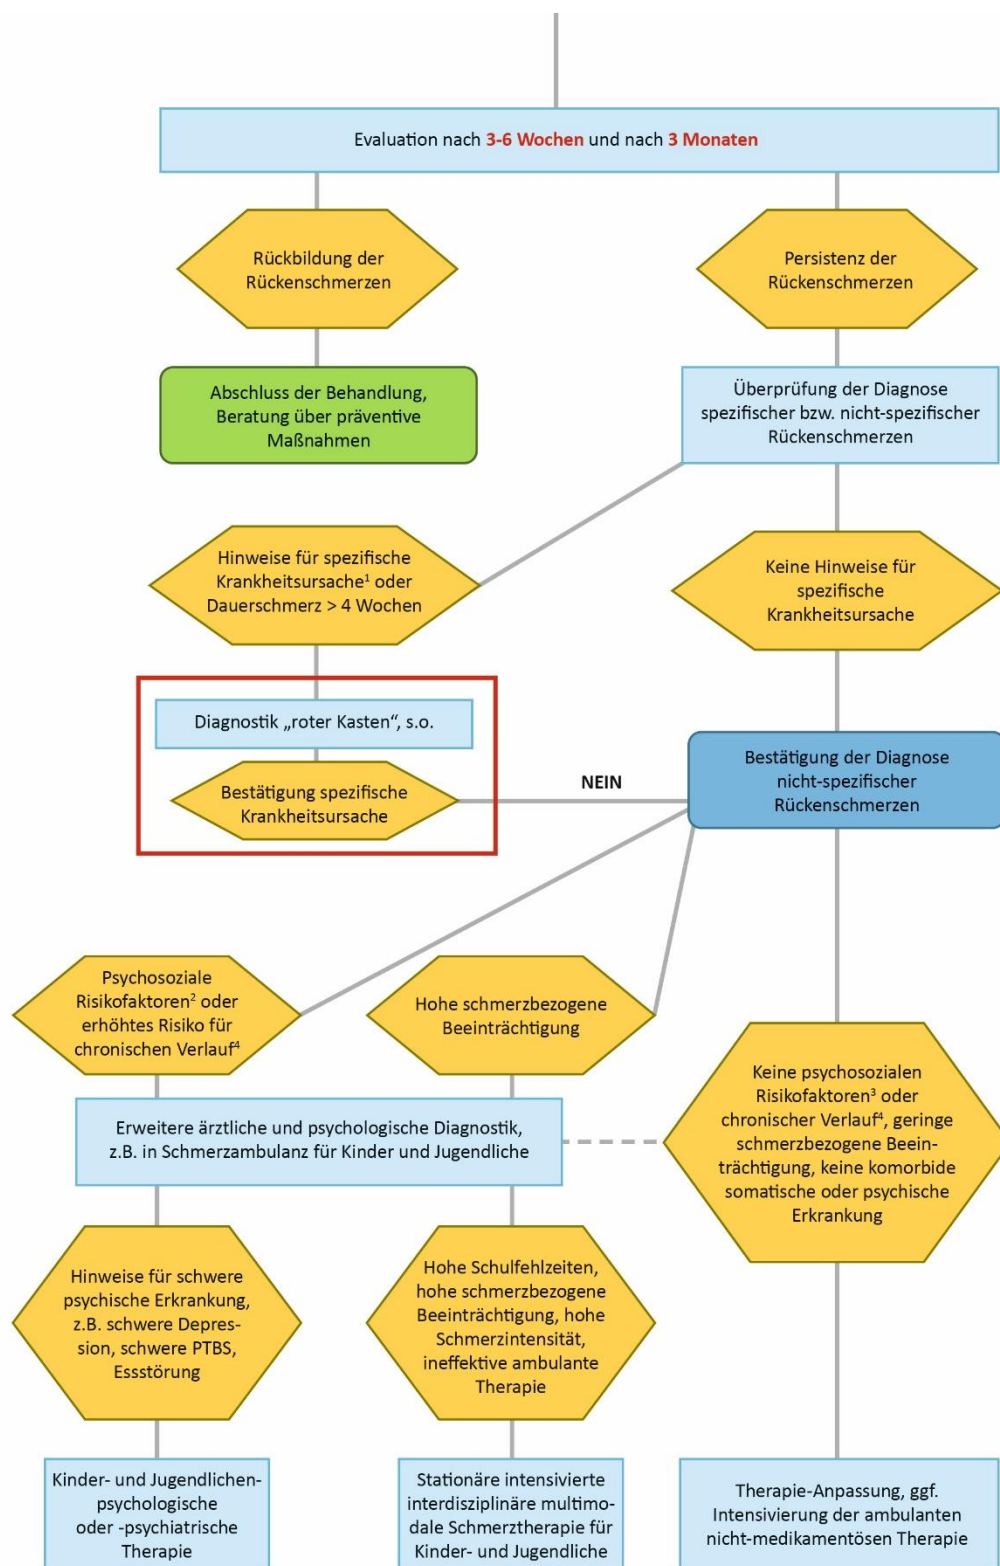 Evaluation nach 3-6 Wochen und nach 3 Monaten
Rückbildung der
Rückenschmerzen
Persistenz der
Rückenschmerzen
Abschluss der Behandlung,
Beratung über präventive
Maßnahmen
Überprüfung der Diagnose
spezifischer bzw. nicht-spezifischer
Rückenschmerzen
Hinweise für spezifische
Krankheitsursache¹ oder
Dauerschmerz > 4 Wochen
Keine Hinweise für
spezifische
Krankheitsursache
Diagnostik „roter Kasten“, s.o.
Bestätigung spezifische
Krankheitsursache
NEIN
Bestätigung der Diagnose
nicht-spezifischer
Rückenschmerzen
Psychosoziale
Risikofaktoren² oder
erhöhtes Risiko für
chronischen Verlauf⁴
Hohe schmerzbezogene
Beeinträchtigung
Keine psychosozialen
Risikofaktoren³ oder
chronischer Verlauf⁴, geringe
schmerzbezogene Beein-
trächtigung, keine komorbide
somatische oder psychische
Erkrankung
Erweitere ärztliche und psychologische Diagnostik,
z.B. in Schmerzambulanz für Kinder und Jugendliche
Hinweise für schwere
psychische Erkrankung,
z.B. schwere Depres-
sion, schwere PTBS,
Essstörung
Hohe Schulfehlzeiten,
hohe schmerzbezogene
Beeinträchtigung, hohe
Schmerzintensität,
ineffektive ambulante
Therapie
Kinder- und Jugendlichen-
psychologische
oder -psychiatrische
Therapie
Stationäre intensivierte
interdisziplinäre multimo-
dale Schmerztherapie für
Kinder- und Jugendliche
Therapie-Anpassung, ggf.
Intensivierung der ambulanten
nicht-medikamentösen Therapie